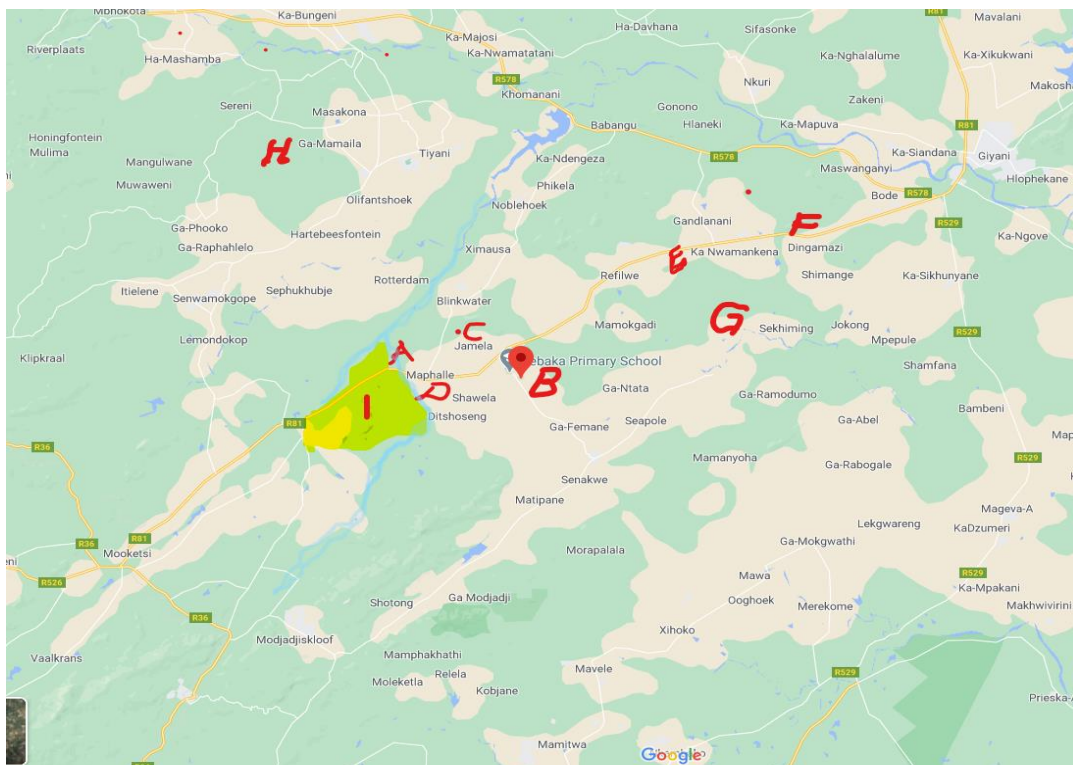 Mbhokota
Ka-Bungeni
Ha-Davhana
Sifasonke
R81
Mavalani
Riverplaats
Ha-Mashamba
Ka-Majosi
Ka-Nwamatatani
Ka-Nghalalume
Ka-Xikukwani
R578
Nkuri
Khomanani
Makosha
Sereni
Masakona
Gonono
Zakeni
Honingfontein
Mulima
H
Ga-Mamaila
Babangu
Hlaneki
Ka-Mapuva
R81
Mangulwane
Tiyani
Ka-Ndengeza
R578
Ka-Siandana
Giyani
Muwaweni
Phikela
Maswanganyi
Hlophekane
Olifantshoek
Noblehoek
Bode
R578
Ga-Phooko
Gandlanani
F
R529
Hartebeesfontein
Ka-Ngove
Ga-Raphahlelo
Ximausa
E
Ka Nwamankena
Dingamazi
Rotterdam
Refilwe
Shimange
Ka-Sikhunyane
Itielene
Senwamokgope
Sephukhubje
Blinkwater
G
Mamokgadi
Sekhiming
Jokong
C
R529
Lemondokop
Jamela
Mpepule
Klipkraal
A
ebaka Primary School
Shamfana
Maphalle
B
D
Ga-Ntata
Shawela
Ga-Ramodumo
I
Ditshoseng
Bambeni
R81
Ga-Femane
Seapole
Ga-Abel
R36
Mamanyoha
Ga-Rabogale
Senakwe
Matipane
Mageva-A
Lekgwareng
KaDzumeri
R36
R81
Mooketsi
Morapalala
Ga-Mokgwathi
R526
Mawa
R529
Ka-Mpakani
Shotong
Ga Modjadji
Ooghoek
Merekome
Makhwivirini
R36
Modjadjiskloof
Xihoko
Vaalkrans
Mamphakhathi
Mavele
R529
Moleketla
Relela
Kobjane
Prieska-A
Mamitwa
Google
R36